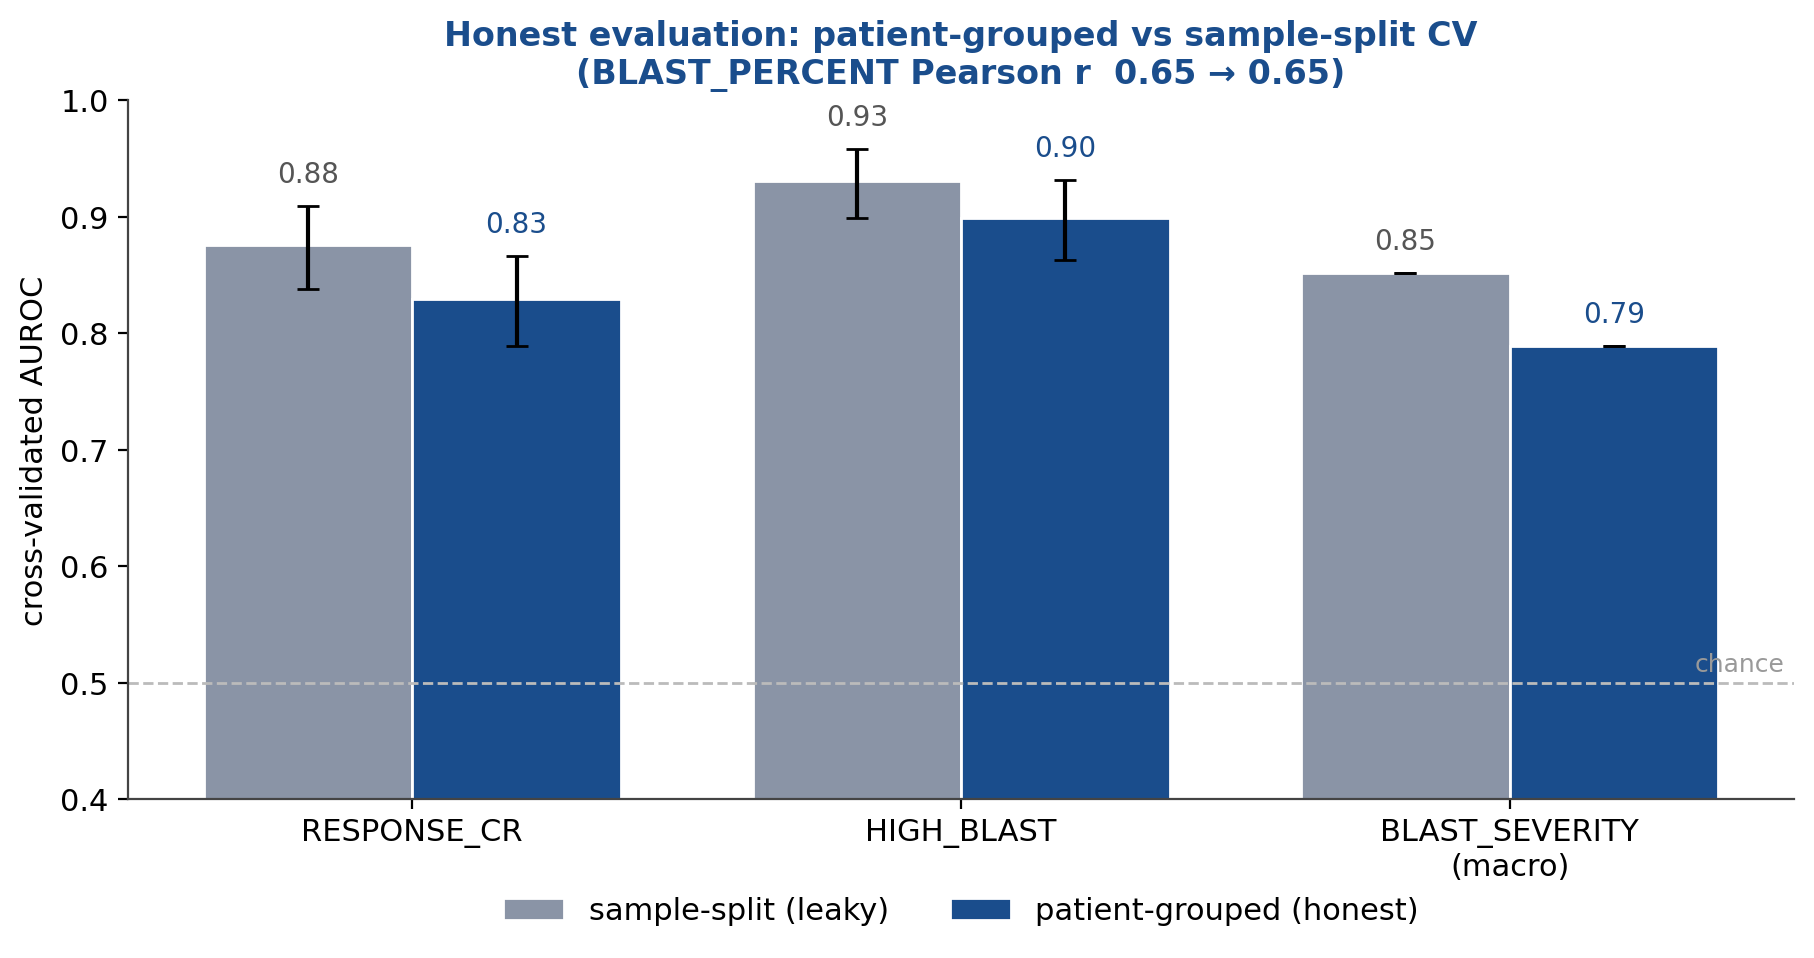 Honest evaluation: patient-grouped vs sample-split CV
(BLAST_PERCENT Pearson r  0.65 → 0.65)
cross-validated AUROC
1.0
0.9
0.8
0.7
0.6
0.5
0.4
0.88
0.83
0.93
0.90
0.85
0.79
chance
RESPONSE_CR
HIGH_BLAST
BLAST_SEVERITY
(macro)
sample-split (leaky)
patient-grouped (honest)